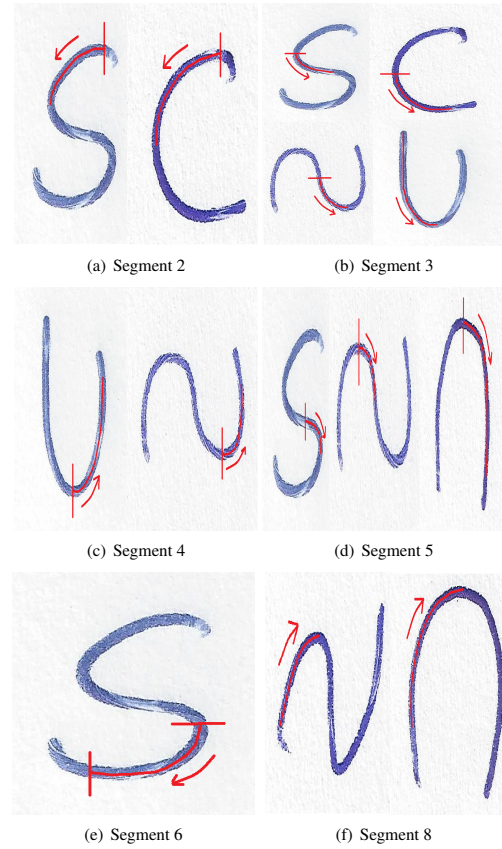 S C
S C
(a) Segment 2
(b) Segment 3
(c) Segment 4
(d) Segment 5
(e) Segment 6
(f) Segment 8